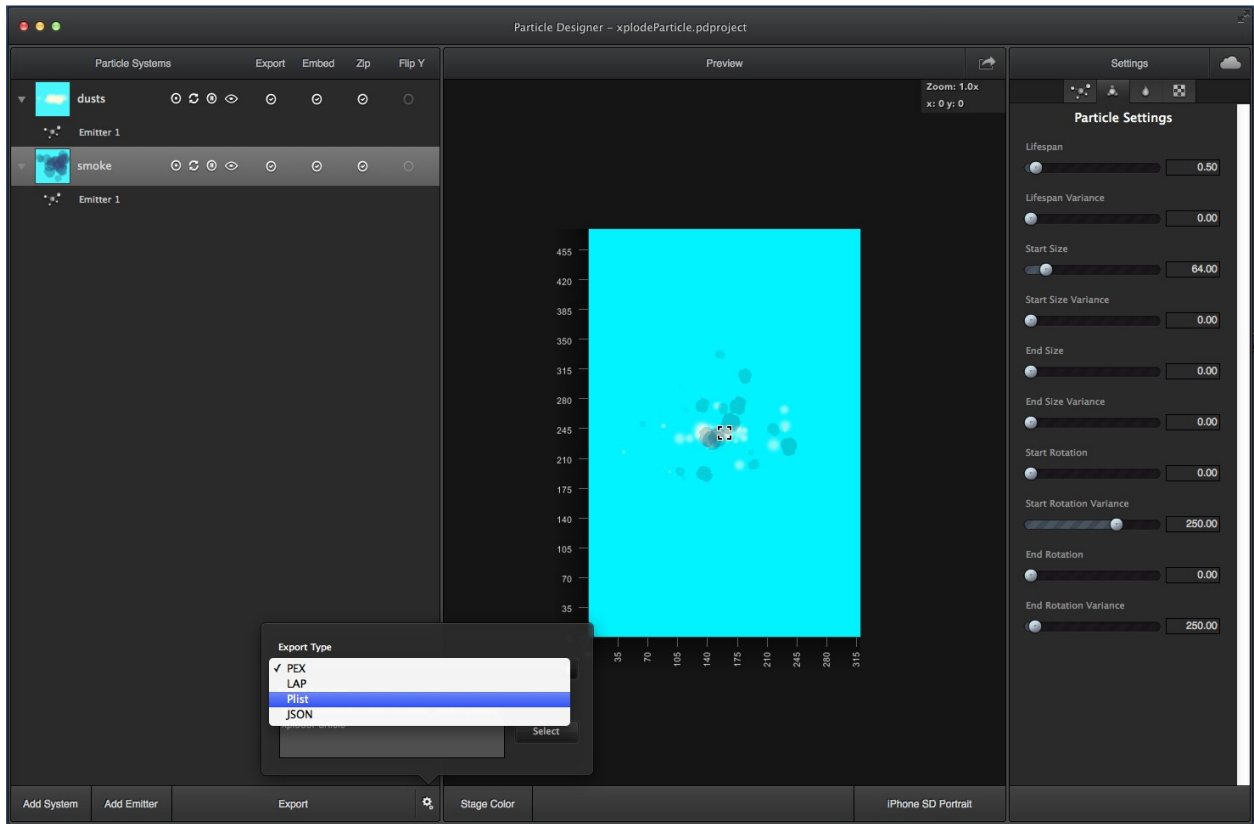 Particle Designer – xplodeParticle.pdproject
Particle Systems Export Embed Zip Flip Y
dusts
Emitter 1
smoke
Emitter 1
Preview
Zoom: 1.0x
x: 0 y: 0
455
420
385
350
315
280
245
210
175
140
105
70
35
35 70 105 140 175 210 245 280 315
Export Type
✓ PEX
LAP
Plist
JSON
Select
Add System Add Emitter Export Stage Color iPhone SD Portrait
Settings
Particle Settings
Lifespan
0.50
Lifespan Variance
0.00
Start Size
64.00
Start Size Variance
0.00
End Size
0.00
End Size Variance
0.00
Start Rotation
0.00
Start Rotation Variance
250.00
End Rotation
0.00
End Rotation Variance
250.00